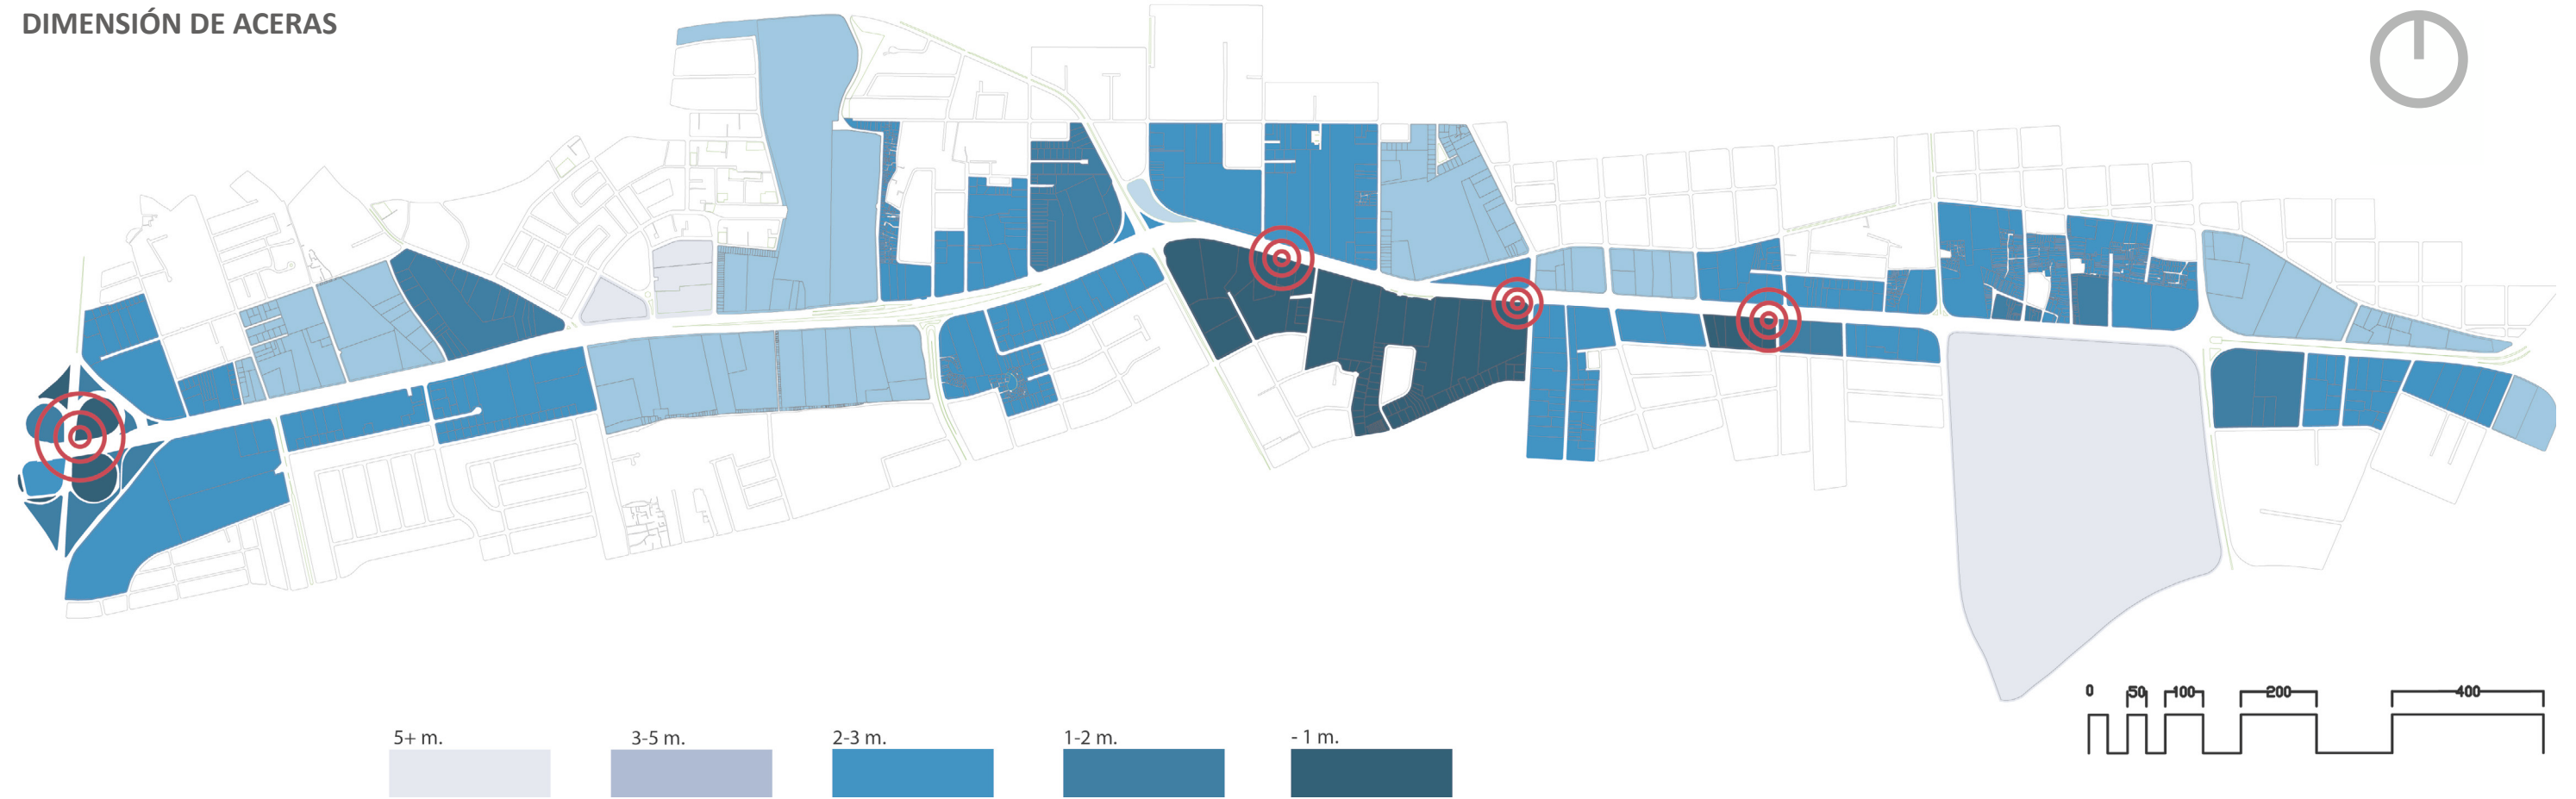 DIMENSIÓN DE ACERAS
0 50 100 200 400
5+ m. 3-5 m. 2-3 m. 1-2 m. - 1 m.